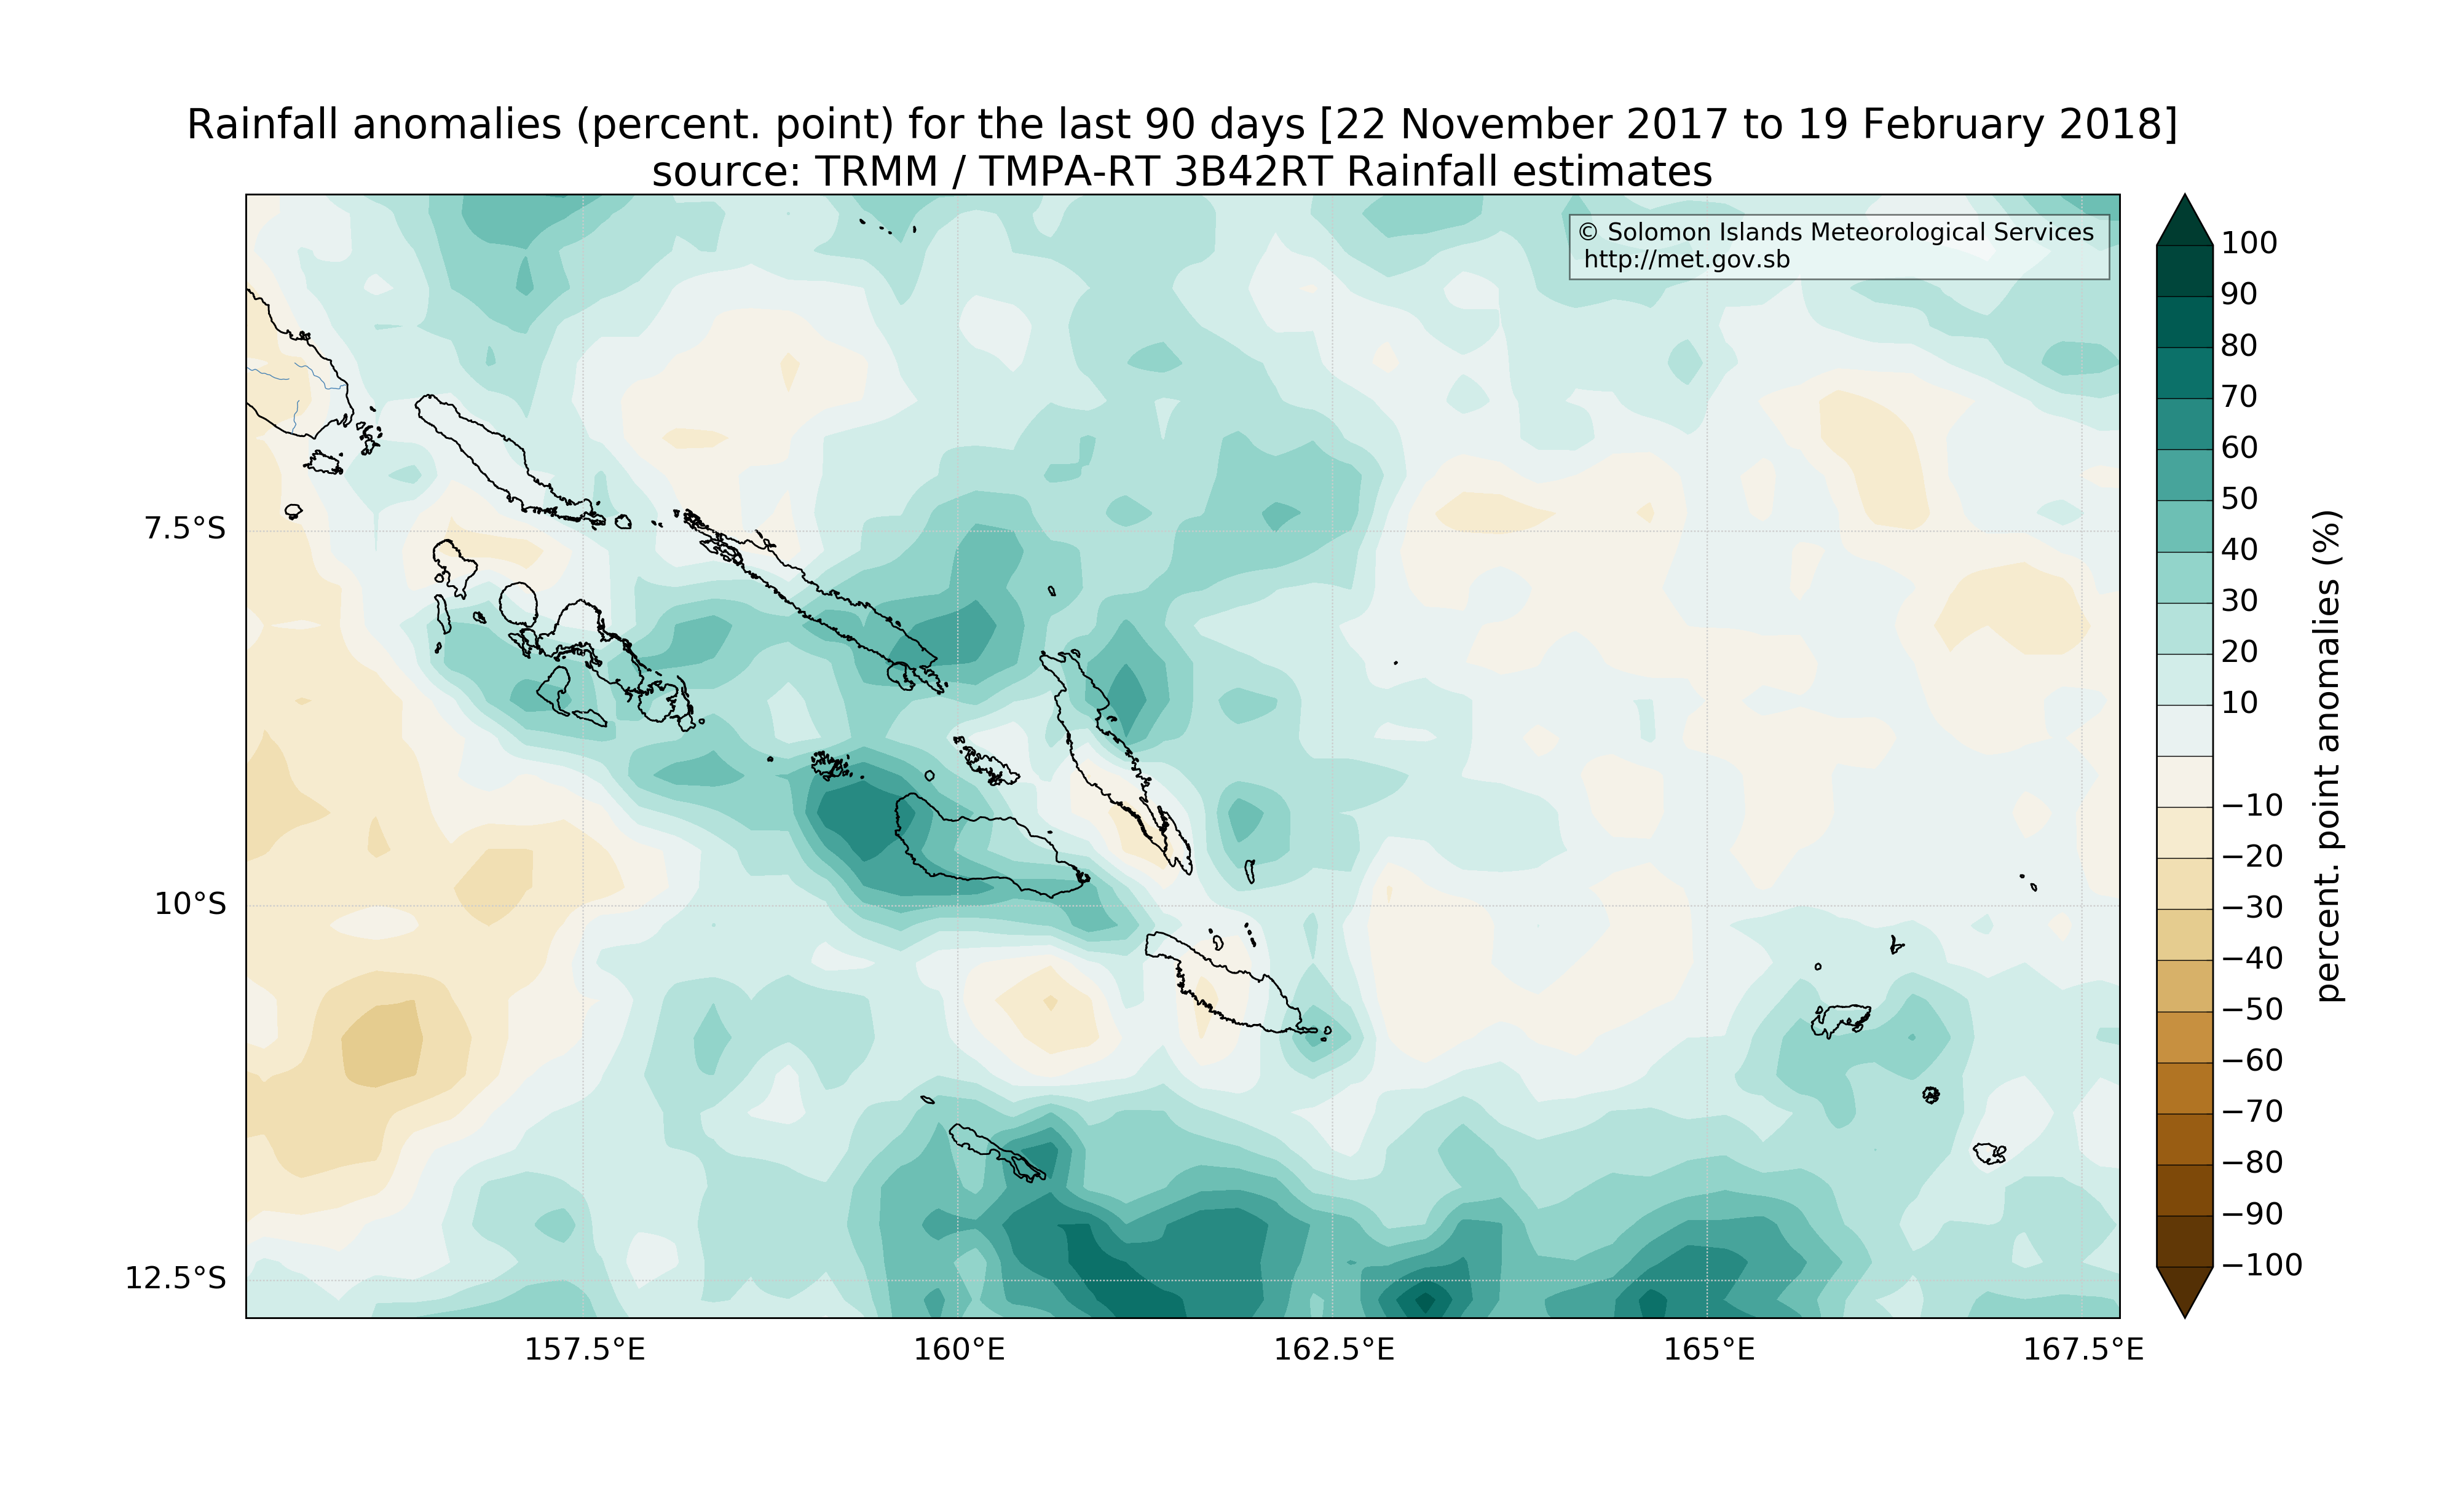 Rainfall anomalies (percent. point) for the last 90 days [22 November 2017 to 19 February 2018]
source: TRMM / TMPA-RT 3B42RT Rainfall estimates
© Solomon Islands Meteorological Services
http://met.gov.sb
7.5°S
10°S
12.5°S
157.5°E
160°E
162.5°E
165°E
167.5°E
100
90
80
70
60
50
40
30
20
10
−10
−20
−30
−40
−50
−60
−70
−80
−90
−100
percent. point anomalies (%)